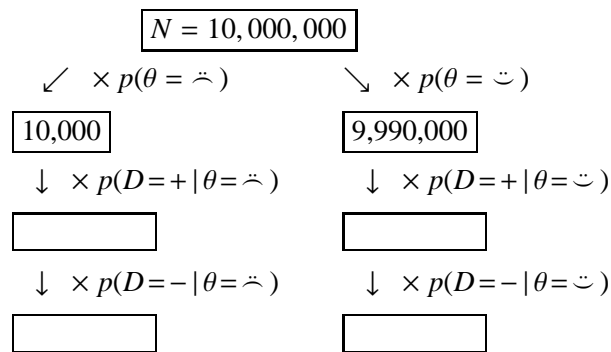 N = 10,000,000
↙ × p(θ = ⍨) ↘ × p(θ = ⍢)
10,000 9,990,000
↓ × p(D=+|θ=⍨) ↓ × p(D=+|θ=⍢)
↓ × p(D=−|θ=⍨) ↓ × p(D=−|θ=⍢)